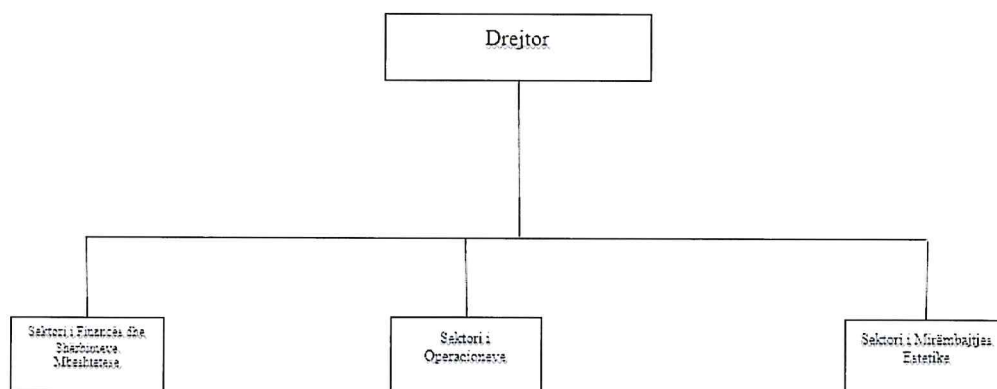 Drejtor
Sektori i Financës dhe
Shërbimeve
Mbështetëse
Sektori i
Operacioneve
Sektori i Mirëmbajtjes
Estetike